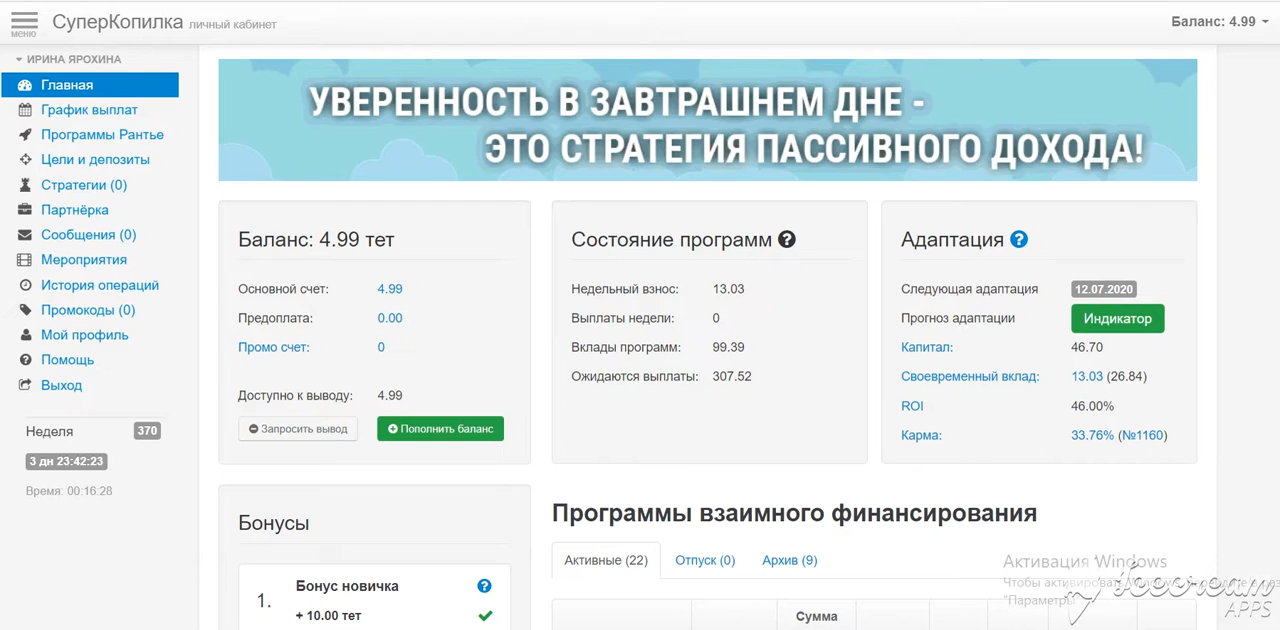 СуперКопилка личный кабинет
меню
Баланс: 4.99
ИРИНА ЯРОХИНА
Главная
График выплат
Программы Рантье
Цели и депозиты
Стратегии (0)
Партнёрка
Сообщения (0)
Мероприятия
История операций
Промокоды (0)
Мой профиль
Помощь
Выход
Неделя 370
3 дн 23:42:23
Время: 00:16:28
УВЕРЕННОСТЬ В ЗАВТРАШНЕМ ДНЕ -
ЭТО СТРАТЕГИЯ ПАССИВНОГО ДОХОДА!
Баланс: 4.99 тет
Основной счет: 4.99
Предоплата: 0.00
Промо счет: 0
Доступно к выводу: 4.99
Запросить вывод
Пополнить баланс
Состояние программ ?
Недельный взнос: 13.03
Выплаты недели: 0
Вклады программ: 99.39
Ожидаются выплаты: 307.52
Адаптация ?
Следующая адаптация 12.07.2020
Прогноз адаптации Индикатор
Капитал: 46.70
Своевременный вклад: 13.03 (26.84)
ROI 46.00%
Карма: 33.76% (№1160)
Бонусы
1. Бонус новичка ?
+ 10.00 тет
Программы взаимного финансирования
Активные (22) Отпуск (0) Архив (9)
Сумма
Активация Windows
Чтобы активировать Windows
"Параметры
Icecream
APPS